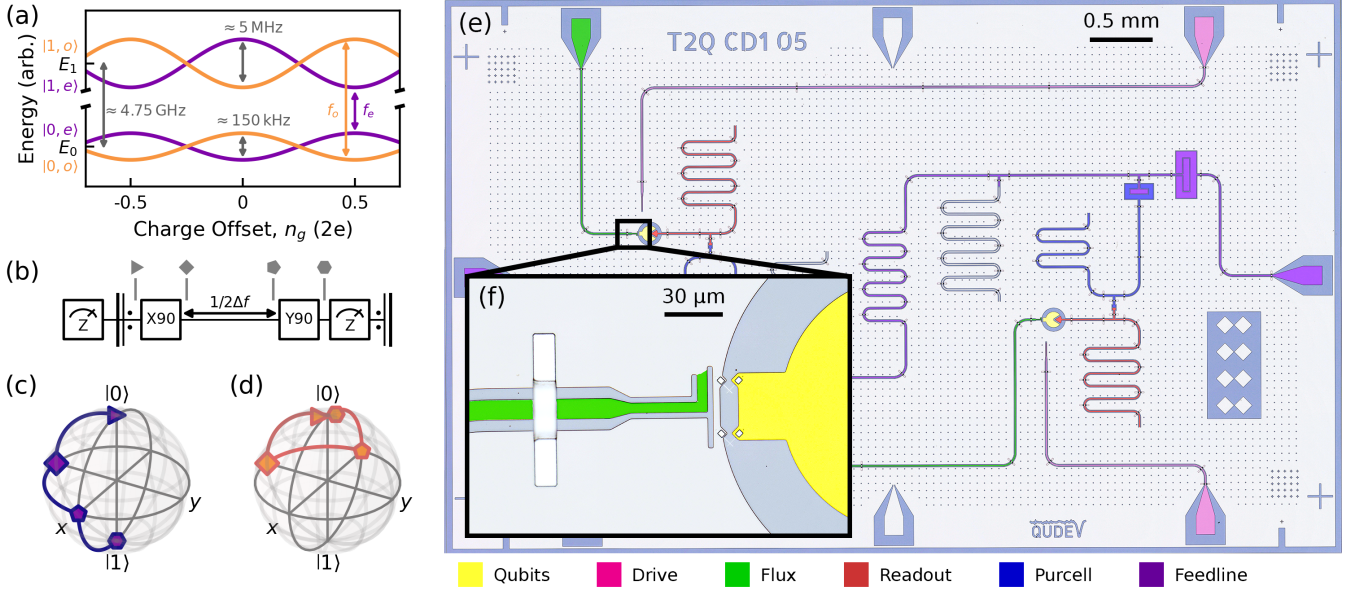 (a)
Energy (arb.)
|1, o⟩
E₁
|1, e⟩
|0, e⟩
E₀
|0, o⟩
≈ 5 MHz
≈ 4.75 GHz
≈ 150 kHz
fₒ
fₑ
-0.5
0
0.5
Charge Offset, n_g (2e)
(b)
Z
X90
1/2Δf
Y90
Z
(c)
|0⟩
x
y
|1⟩
(d)
|0⟩
x
y
|1⟩
(e)
T2Q CD1 05
0.5 mm
(f)
30 μm
QUDEV
Qubits
Drive
Flux
Readout
Purcell
Feedline